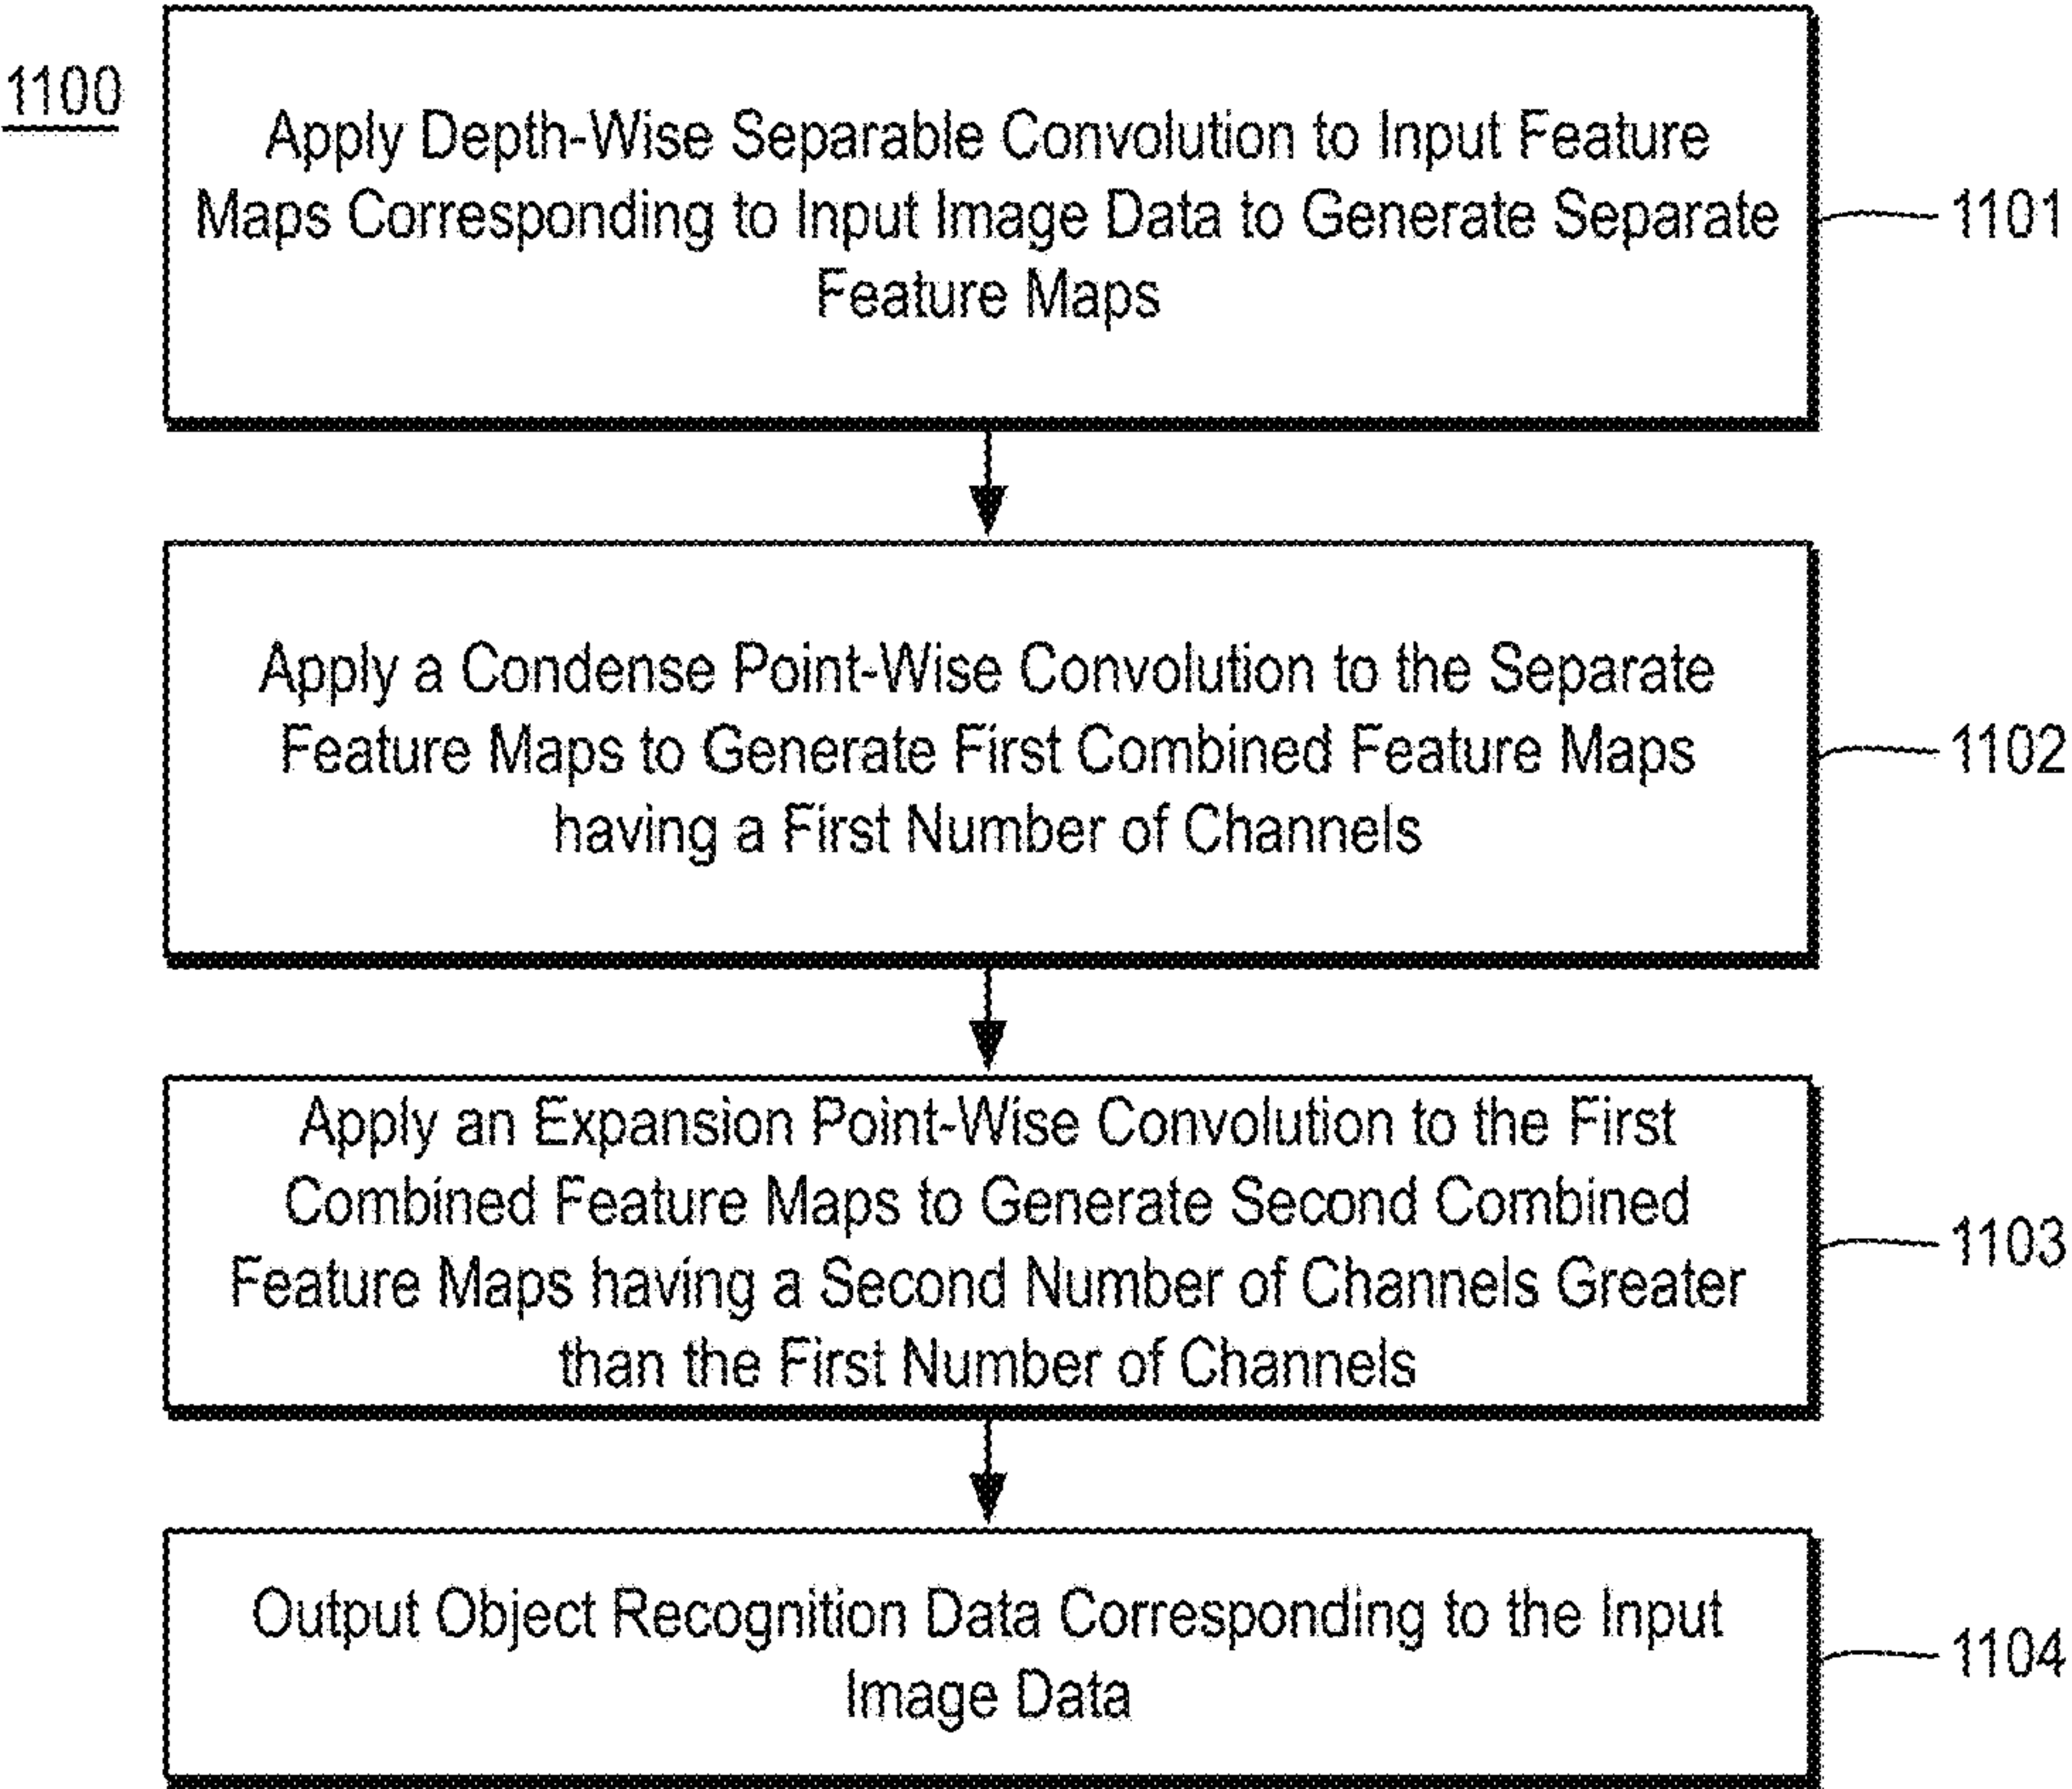 1100
Apply Depth-Wise Separable Convolution to Input Feature
Maps Corresponding to Input Image Data to Generate Separate
Feature Maps
1101
Apply a Condense Point-Wise Convolution to the Separate
Feature Maps to Generate First Combined Feature Maps
having a First Number of Channels
1102
Apply an Expansion Point-Wise Convolution to the First
Combined Feature Maps to Generate Second Combined
Feature Maps having a Second Number of Channels Greater
than the First Number of Channels
1103
Output Object Recognition Data Corresponding to the Input
Image Data
1104